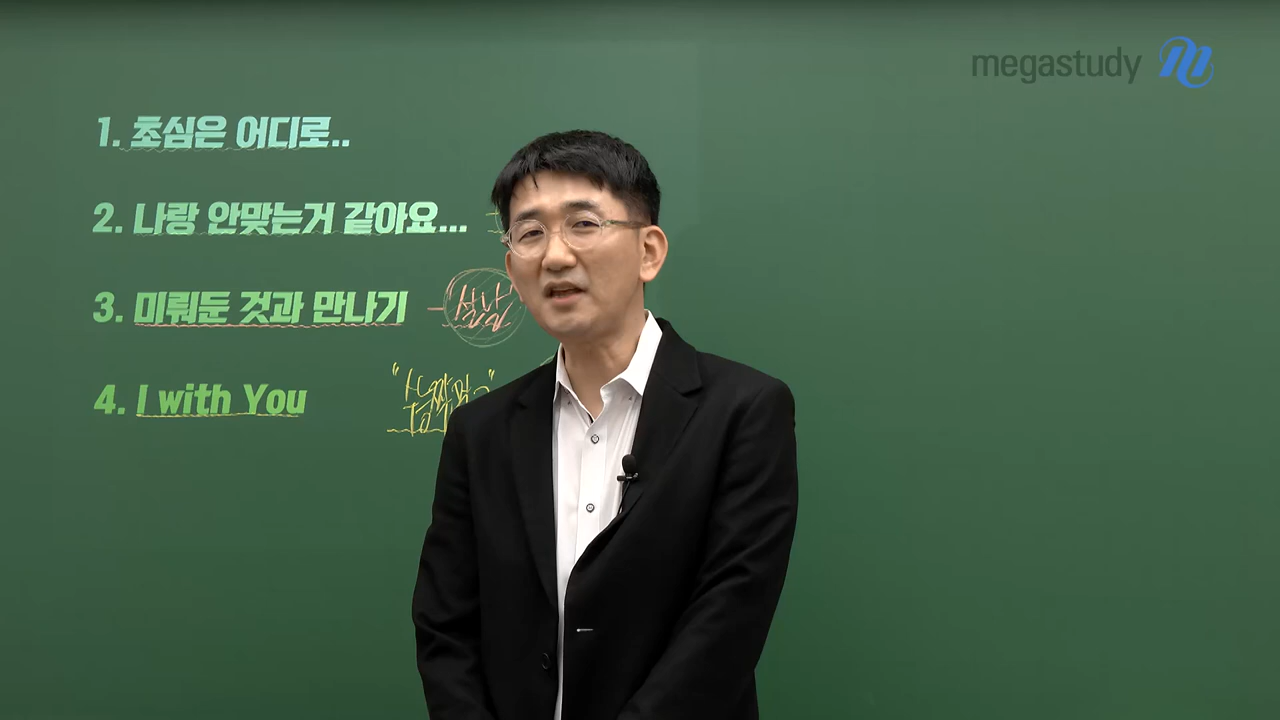 megastudy
1. 초심은 어디로..
2. 나랑 안맞는거 같아요...
3. 미뤄둔 것과 만나기
4. I with You